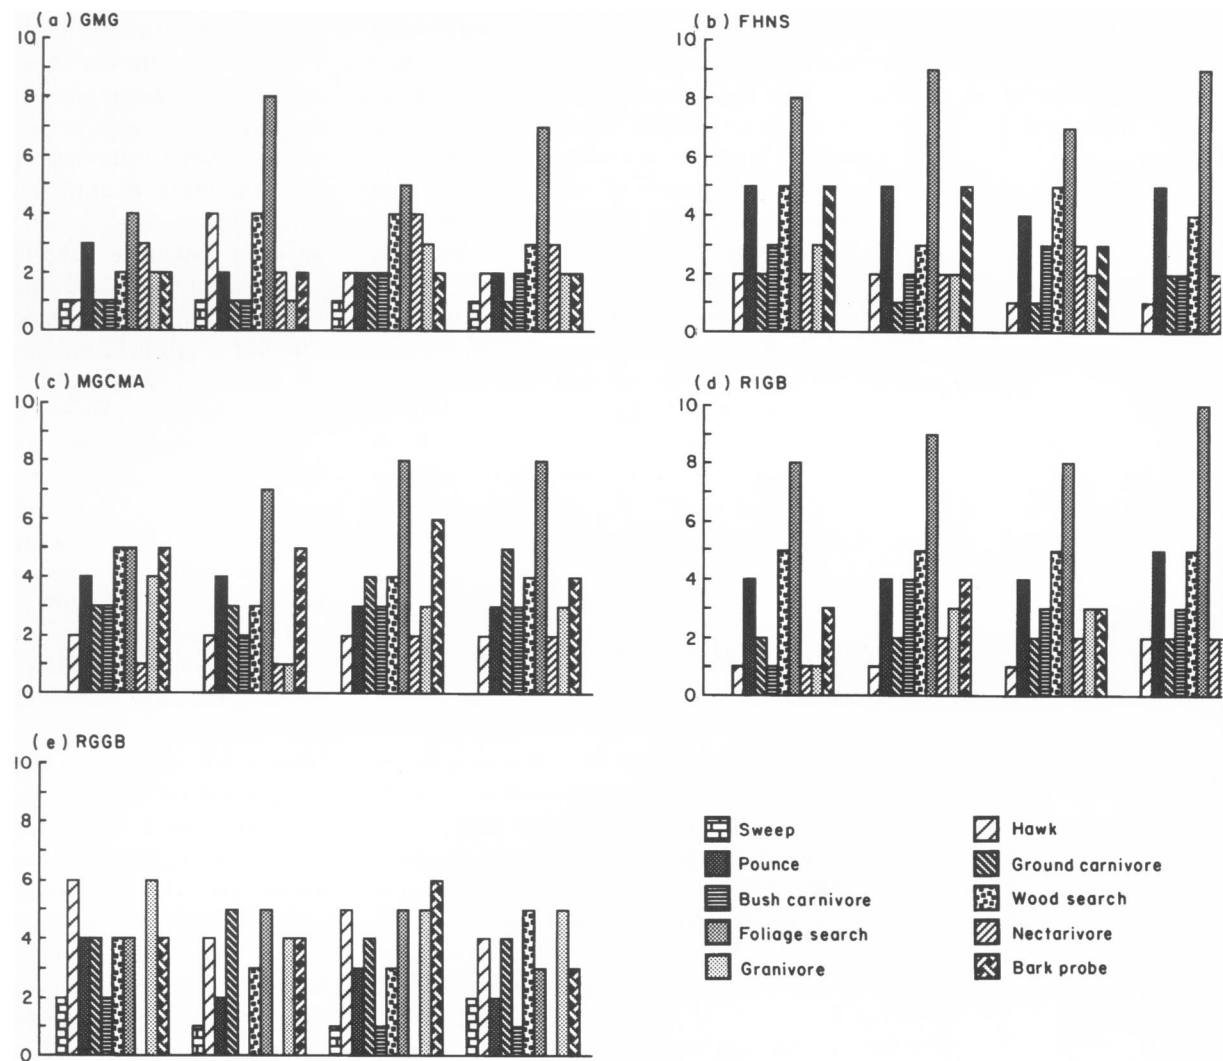 (a) GMG
10
8
6
4
2
0
(b) FHNS
10
8
6
4
2
0
(c) MGCMA
10
8
6
4
2
0
(d) RIGB
10
8
6
4
2
0
(e) RGGB
10
8
6
4
2
0
Sweep
Hawk
Pounce
Ground carnivore
Bush carnivore
Wood search
Foliage search
Nectarivore
Granivore
Bark probe